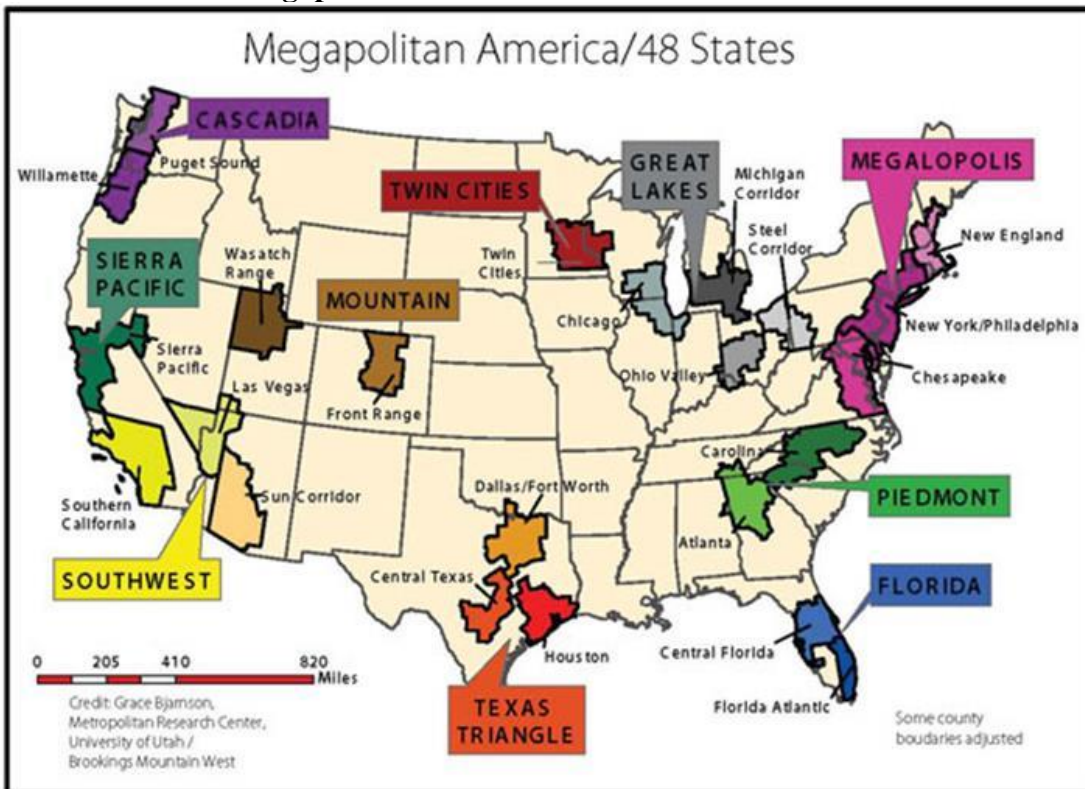 Megapolitan America/48 States
CASCADIA
Puget Sound
Willamette
TWIN CITIES
GREAT
LAKES
Michigan
Corridor
MEGALOPOLIS
Steel
Corridor
New England
SIERRA
PACIFIC
Wasatch
Range
MOUNTAIN
Twin
Cities
Chicago
New York/Philadelphia
Sierra
Pacific
Las Vegas
Front Range
Ohio Valley
Chesapeake
Carolina
PIEDMONT
Southern
California
Sun Corridor
Dallas/Fort Worth
Atlanta
SOUTHWEST
Central Texas
FLORIDA
Houston
Central Florida
Florida Atlantic
0 205 410 820
Miles
TEXAS
TRIANGLE
Credit: Grace Bjarnson,
Metropolitan Research Center,
University of Utah /
Brookings Mountain West
Some county
boudaries adjusted